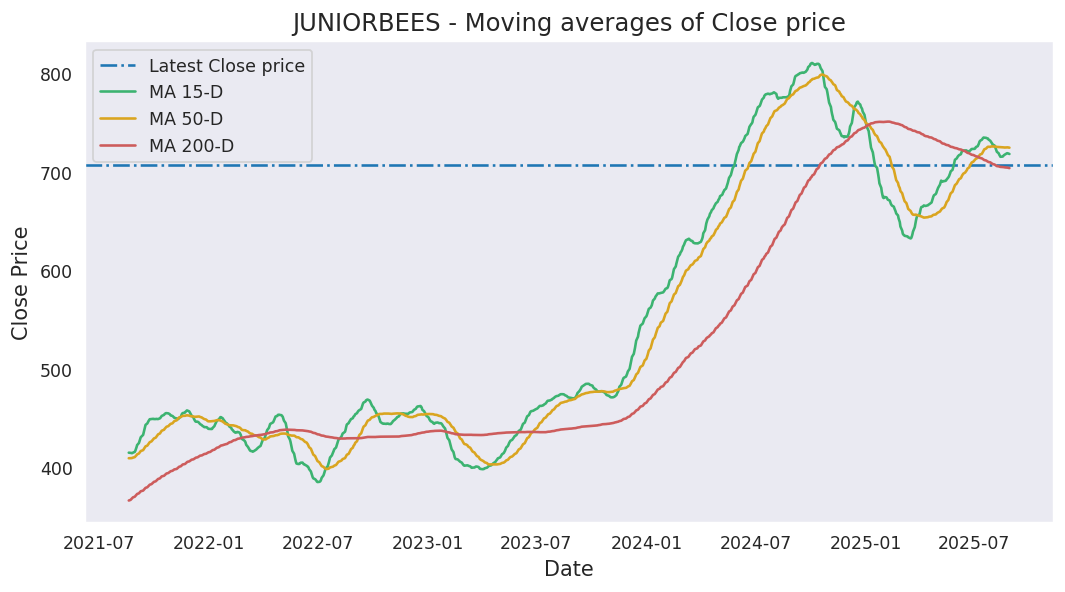 JUNIORBEES - Moving averages of Close price
Latest Close price
MA 15-D
MA 50-D
MA 200-D
800
700
600
500
400
Close Price
2021-07 2022-01 2022-07 2023-01 2023-07 2024-01 2024-07 2025-01 2025-07
Date